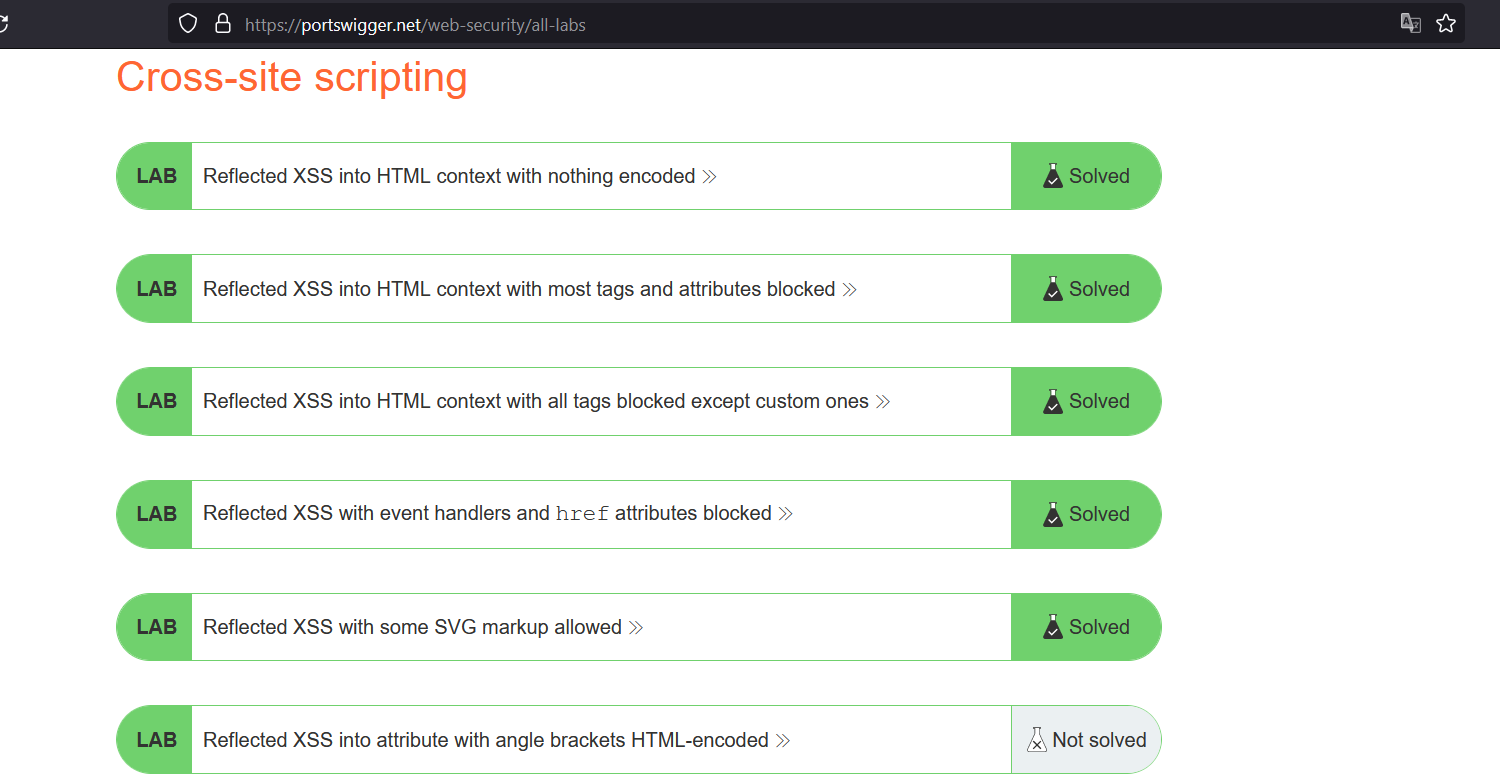 https://portswigger.net/web-security/all-labs
Cross-site scripting
LAB Reflected XSS into HTML context with nothing encoded >> Solved
LAB Reflected XSS into HTML context with most tags and attributes blocked >> Solved
LAB Reflected XSS into HTML context with all tags blocked except custom ones >> Solved
LAB Reflected XSS with event handlers and href attributes blocked >> Solved
LAB Reflected XSS with some SVG markup allowed >> Solved
LAB Reflected XSS into attribute with angle brackets HTML-encoded >> Not solved